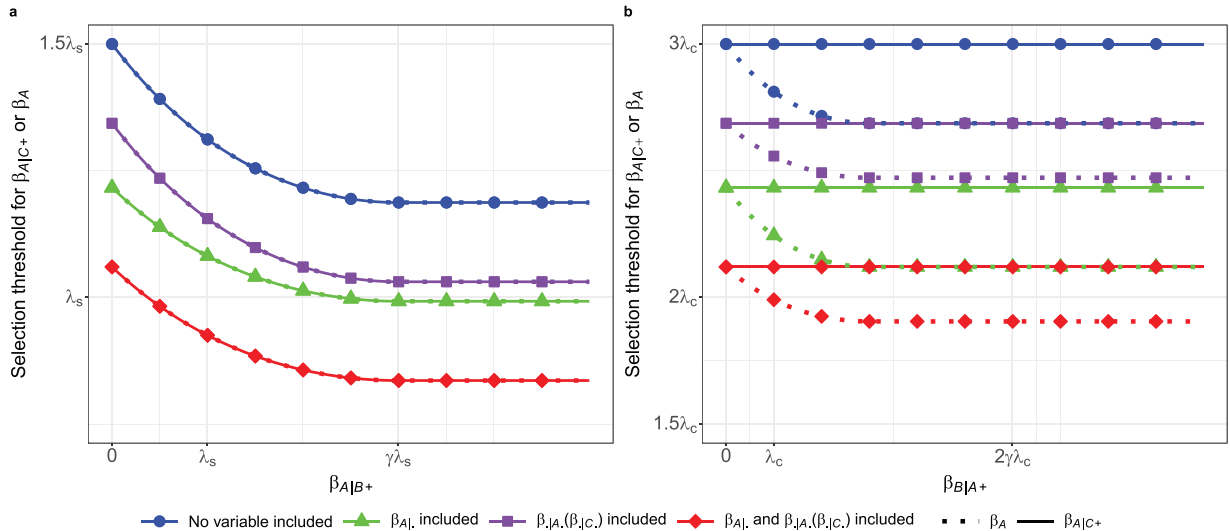 a
b
1.5λs
λs
Selection threshold for βA|C+ or βA
0
λs
γλs
βA|B+
3λc
2λc
1.5λc
Selection threshold for βA|C+ or βA
0
λc
2γλc
βB|A+
No variable included
βA|. included
β.|A.(β.|C.) included
βA|. and β.|A.(β.|C.) included
βA
βA|C+